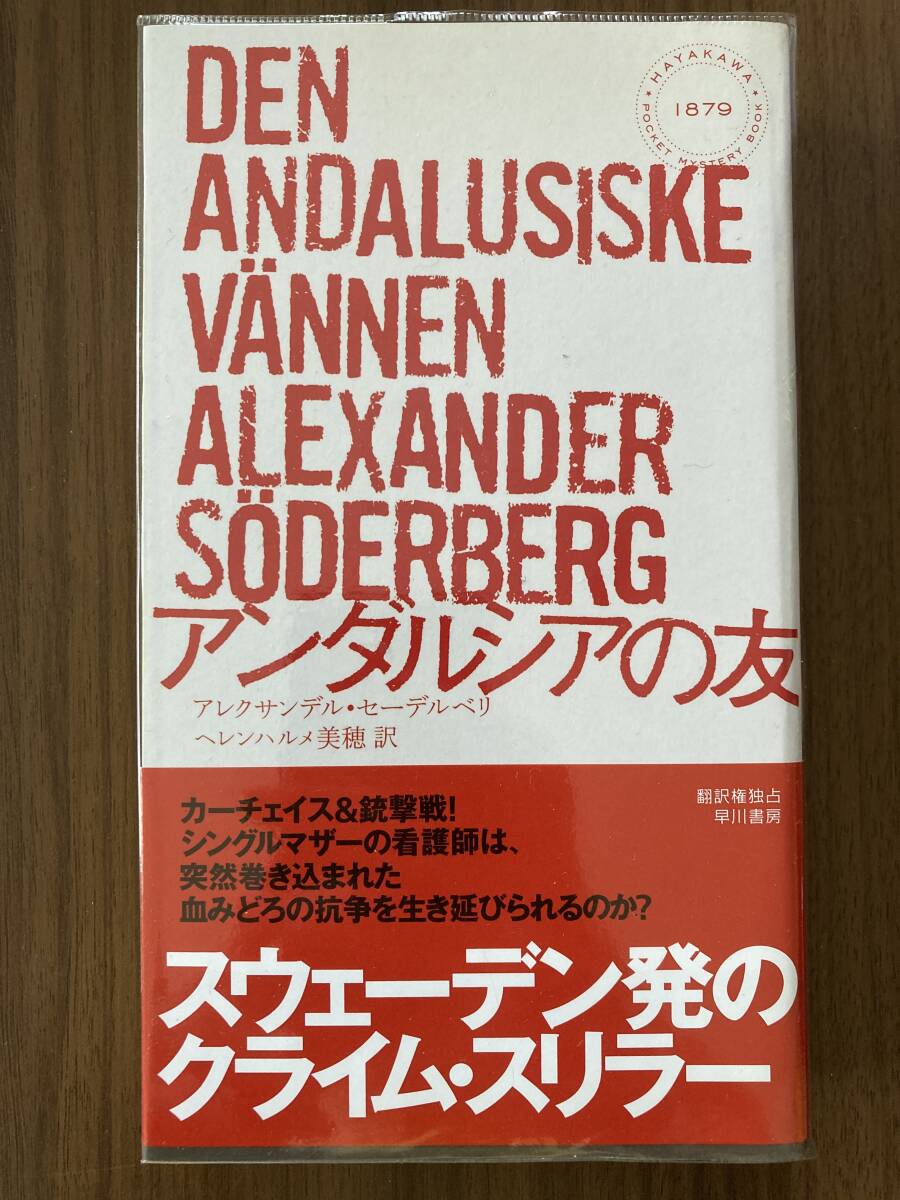 DEN
ANDALUSISKE
VÄNNEN
ALEXANDER
SÖDERBERG
★ HAYAKAWA ★
POCKET MYSTERY BOOK
1879
アンダルシアの友
アレクサンデル・セーデルベリ
ヘレンハルメ美穂 訳
翻訳権独占
早川書房
カーチェイス&銃撃戦!
シングルマザーの看護師は、
突然巻き込まれた
血みどろの抗争を生き延びられるのか?
スウェーデン発の
クライム・スリラー